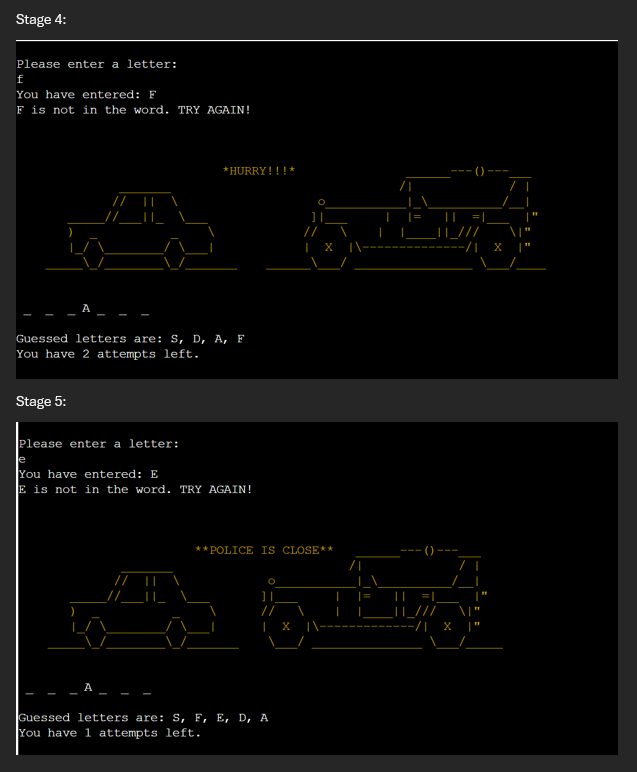 Stage 4:
Please enter a letter:
f
You have entered: F
F is not in the word. TRY AGAIN!
*HURRY!!!*
_ _ _ A _ _ _
Guessed letters are: S, D, A, F
You have 2 attempts left.
Stage 5:
Please enter a letter:
e
You have entered: E
E is not in the word. TRY AGAIN!
**POLICE IS CLOSE**
_ _ _ A _ _ _
Guessed letters are: S, F, E, D, A
You have 1 attempts left.